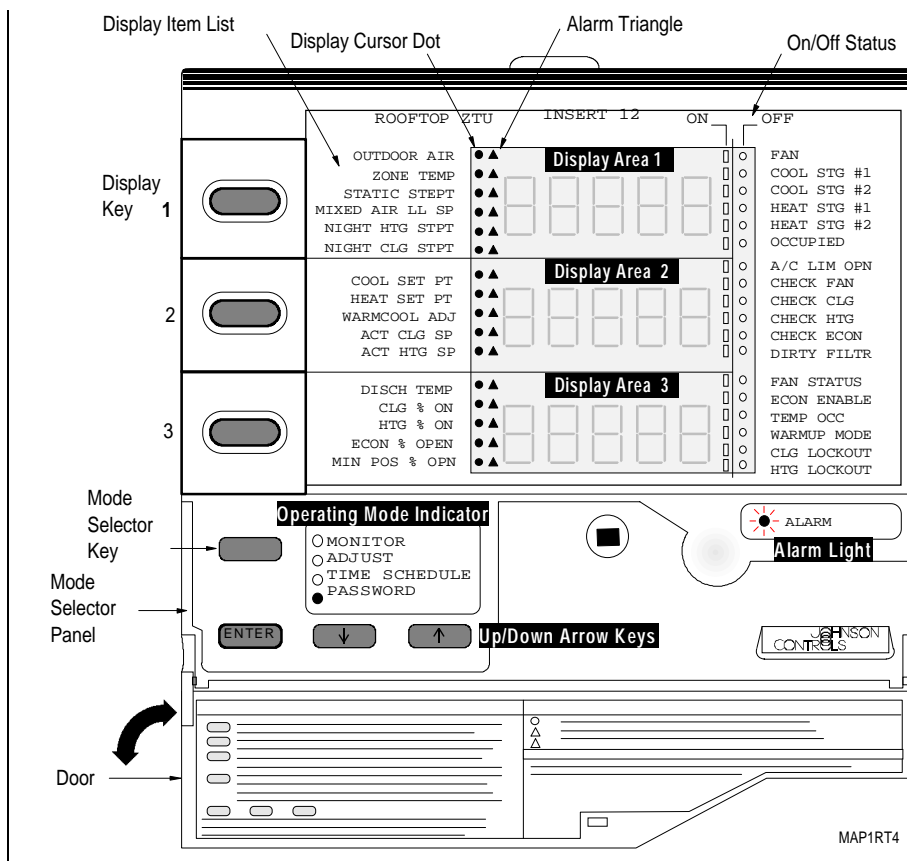 Display Item List
Display Cursor Dot
Alarm Triangle
On/Off Status
ROOFTOP ZTU INSERT 12 ON OFF
Display
Key 1
OUTDOOR AIR
ZONE TEMP
STATIC STEPT
MIXED AIR LL SP
NIGHT HTG STPT
NIGHT CLG STPT
Display Area 1
FAN
COOL STG #1
COOL STG #2
HEAT STG #1
HEAT STG #2
OCCUPIED
2
COOL SET PT
HEAT SET PT
WARMCOOL ADJ
ACT CLG SP
ACT HTG SP
Display Area 2
A/C LIM OPN
CHECK FAN
CHECK CLG
CHECK HTG
CHECK ECON
DIRTY FILTR
3
DISCH TEMP
CLG % ON
HTG % ON
ECON % OPEN
MIN POS % OPN
Display Area 3
FAN STATUS
ECON ENABLE
TEMP OCC
WARMUP MODE
CLG LOCKOUT
HTG LOCKOUT
Mode
Selector
Key
Operating Mode Indicator
MONITOR
ADJUST
TIME SCHEDULE
PASSWORD
ALARM
Alarm Light
Mode
Selector
Panel
ENTER
Up/Down Arrow Keys
JOHNSON
CONTROLS
Door
MAP1RT4